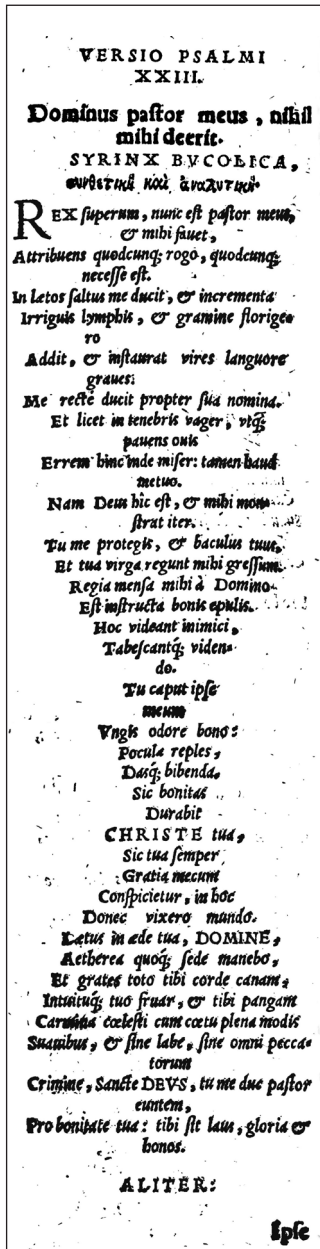 VERSIO PSALMI
XXIII.
Dominus paſtor meus, nihil
mihi deerit.
SYRINX BVCOLICA,
συνθετικὴ καὶ ἀναλυτική.
REX ſuperum, nunc eſt paſtor meus,
& mihi fauet,
Attribuens quodcunq; rogo, quodcunq;
neceſſe eſt.
In lætos ſaltus me ducit, & incrementa
Irriguis lymphis, & gramine florige-
ro
Addit, & inſtaurat vires languore
graues:
Me recte ducit propter ſua nomina.
Et licet in tenebris vager, vtq;
pauens ouis
Errem hinc inde miſer: tamen haud
metuo.
Nam Deus hic eſt, & mihi mon-
ſtrat iter.
Tu me protegis, & baculus tuus,
Et tua virga regunt mihi greſſum.
Regia menſa mihi à Domino
Eſt inſtructa bonis epulis.
Hoc videant inimici,
Tabeſcantq; viden-
do.
Tu caput ipſe
meum
Vngis odore bono:
Pocula reples,
Dasq; bibenda.
Sic bonitas
Durabit
CHRISTE tua,
Sic tua ſemper
Gratia mecum
Conſpicietur, in hoc
Donec vixero mundo.
Lætus in æde tua, DOMINE,
Aetherea quoq; ſede manebo,
Et grates toto tibi corde canam,
Intuituq; tuo fruar, & tibi pangam
Carmina cœleſti cum cœtu plena modis
Suauibus, & ſine labe, ſine omni pecca-
torum
Crimine, Sancte DEVS, tu me duc paſtor
euntem,
Pro bonitate tua: tibi ſit laus, gloria &
honos.
ALITER:
Ipſe